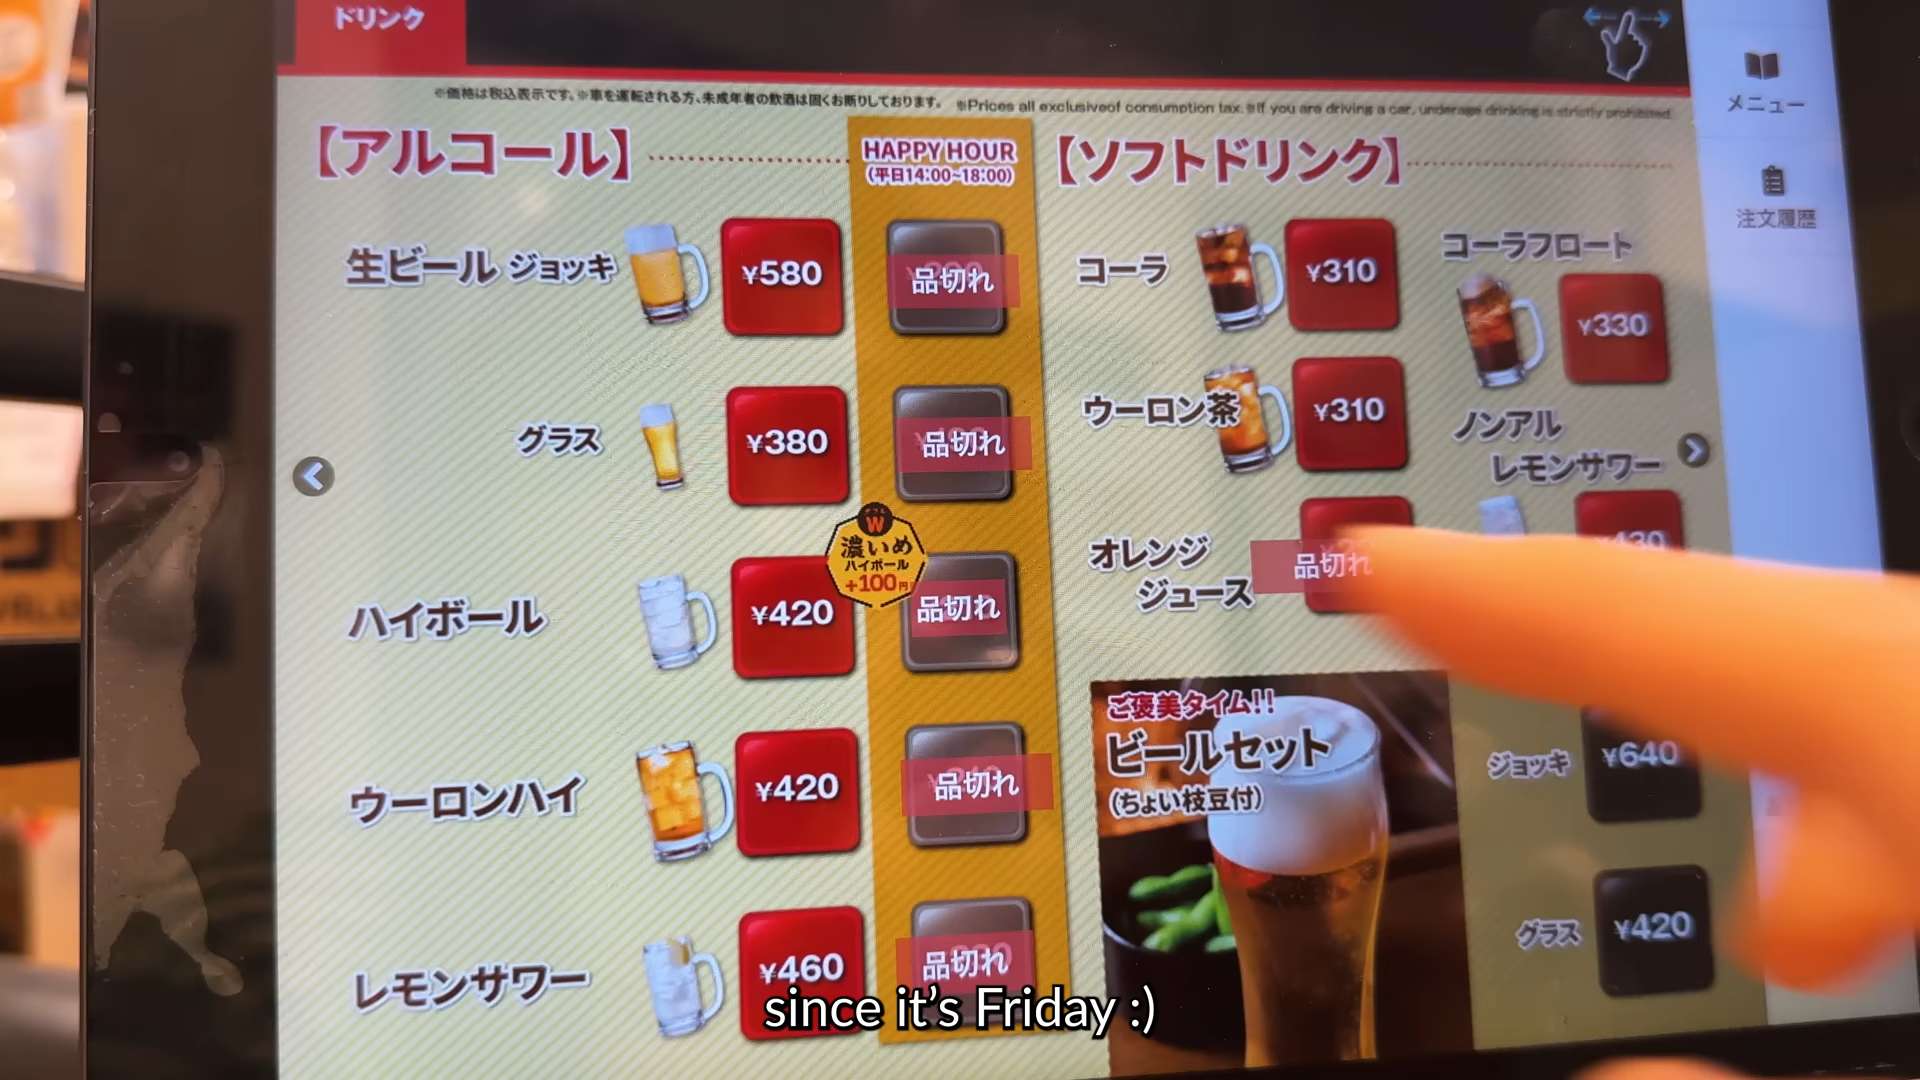 ドリンク
※価格は税込表示です。※車を運転される方、未成年者の飲酒は固くお断りしております。 ※Prices all exclusiveof consumption tax.※If you are driving a car, underage drinking is strictly prohibited.
メニュー
注文履歴
【アルコール】
HAPPY HOUR
(平日14:00~18:00)
生ビール ジョッキ ¥580 品切れ
グラス ¥380 品切れ
W
濃いめ
ハイボール
+100円
ハイボール ¥420 品切れ
ウーロンハイ ¥420 品切れ
レモンサワー ¥460 品切れ
【ソフトドリンク】
コーラ ¥310
コーラフロート
¥330
ウーロン茶 ¥310
ノンアル
レモンサワー
オレンジ
ジュース
品切れ
ご褒美タイム!!
ビールセット
(ちょい枝豆付)
ジョッキ ¥640
グラス ¥420
since it's Friday :)